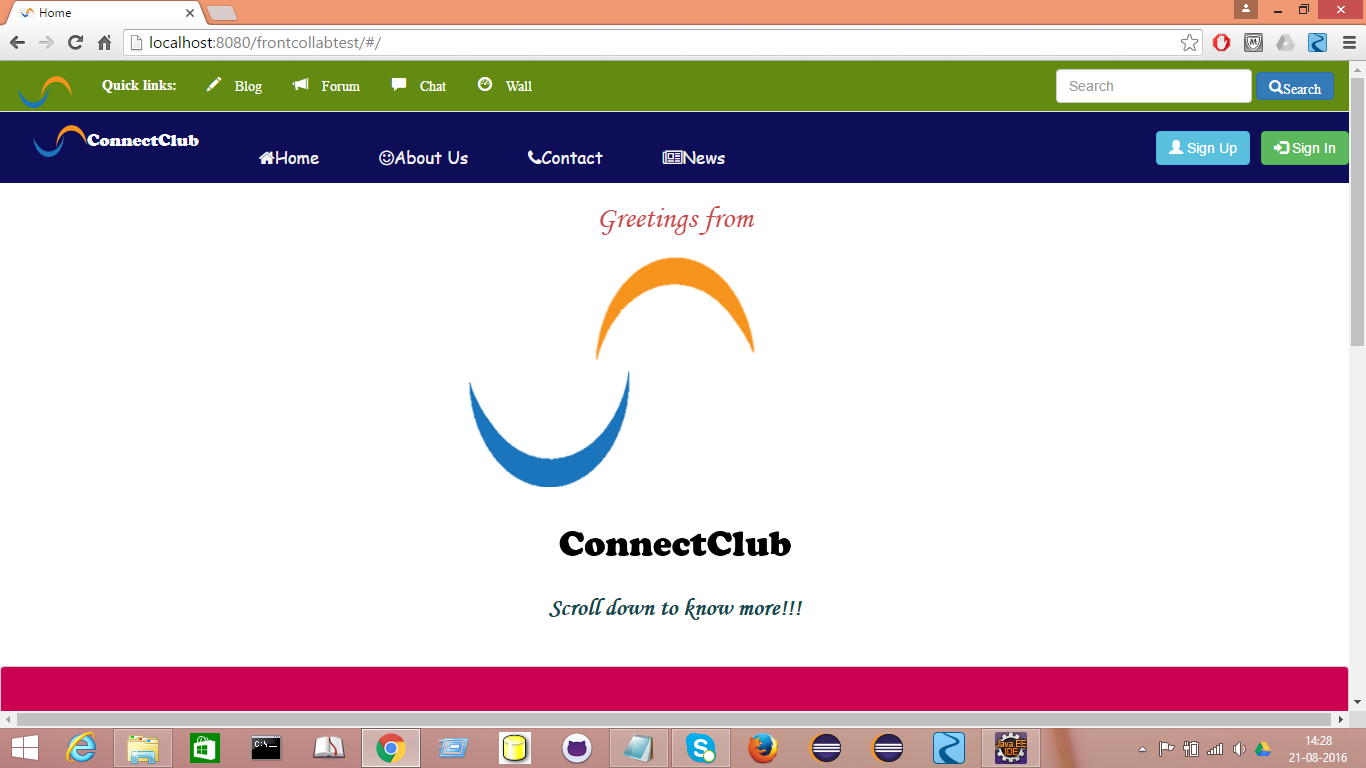 Home
localhost:8080/frontcollabtest/#/
Quick links: Blog Forum Chat Wall Search Search
ConnectClub Home About Us Contact News Sign Up Sign In
Greetings from
ConnectClub
Scroll down to know more!!!
C:\_
Java EE
IDE
14:28
21-08-2016